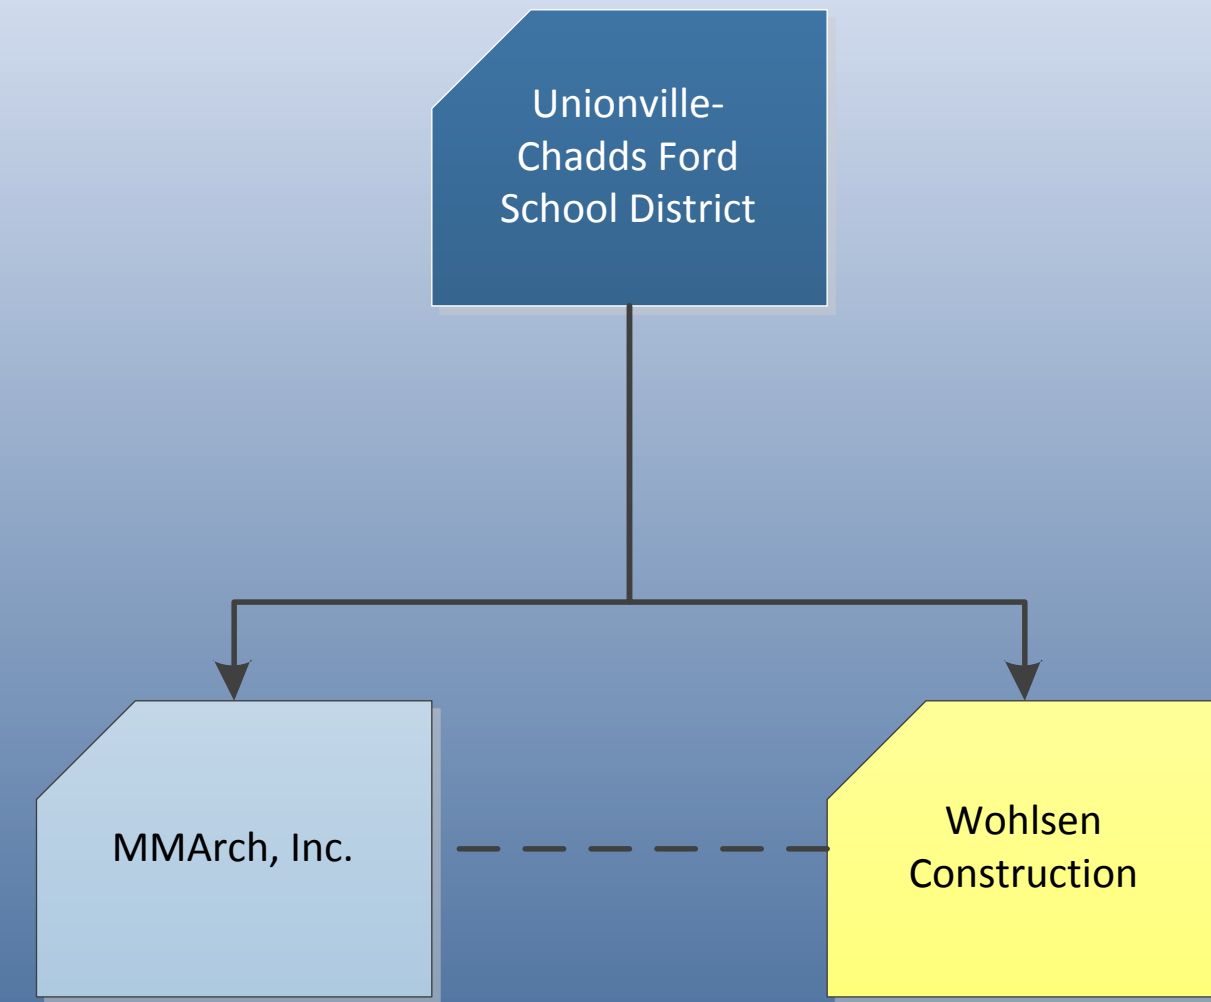 Unionville-
Chadds Ford
School District
MMArch, Inc.
Wohlsen
Construction